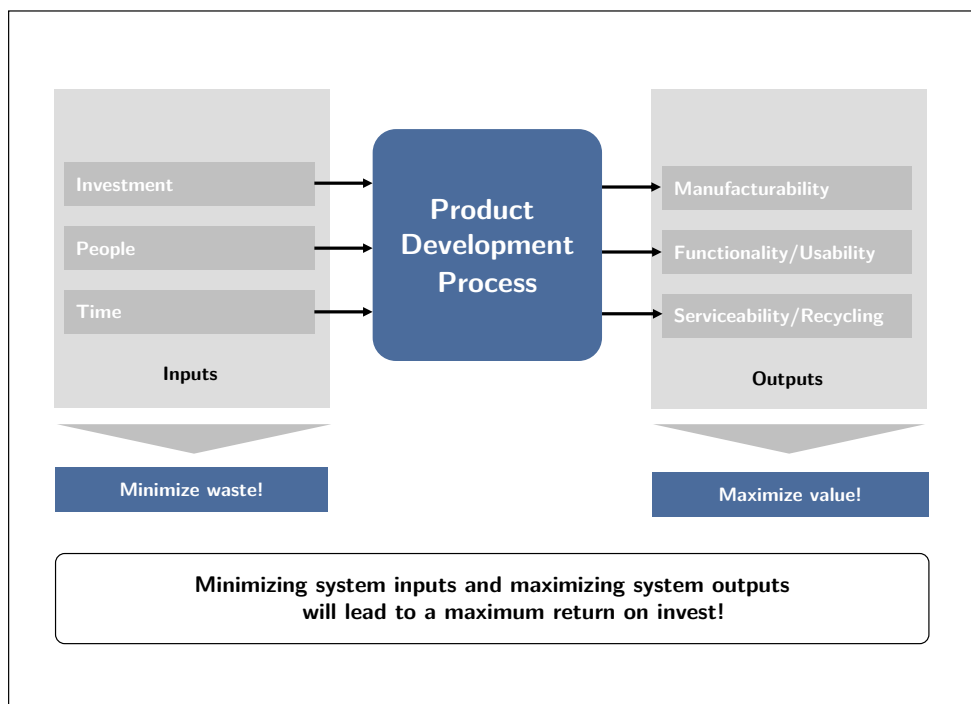 Investment
People
Time
Inputs
Product
Development
Process
Manufacturability
Functionality/Usability
Serviceability/Recycling
Outputs
Minimize waste!
Maximize value!
Minimizing system inputs and maximizing system outputs
will lead to a maximum return on invest!